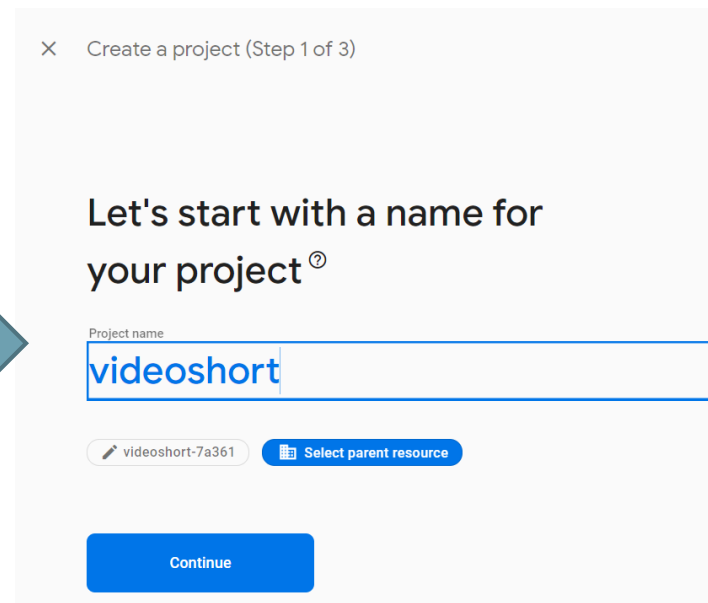 Create a project (Step 1 of 3)
Let's start with a name for
your project
Project name
videoshort
videoshort-7a361
Select parent resource
Continue